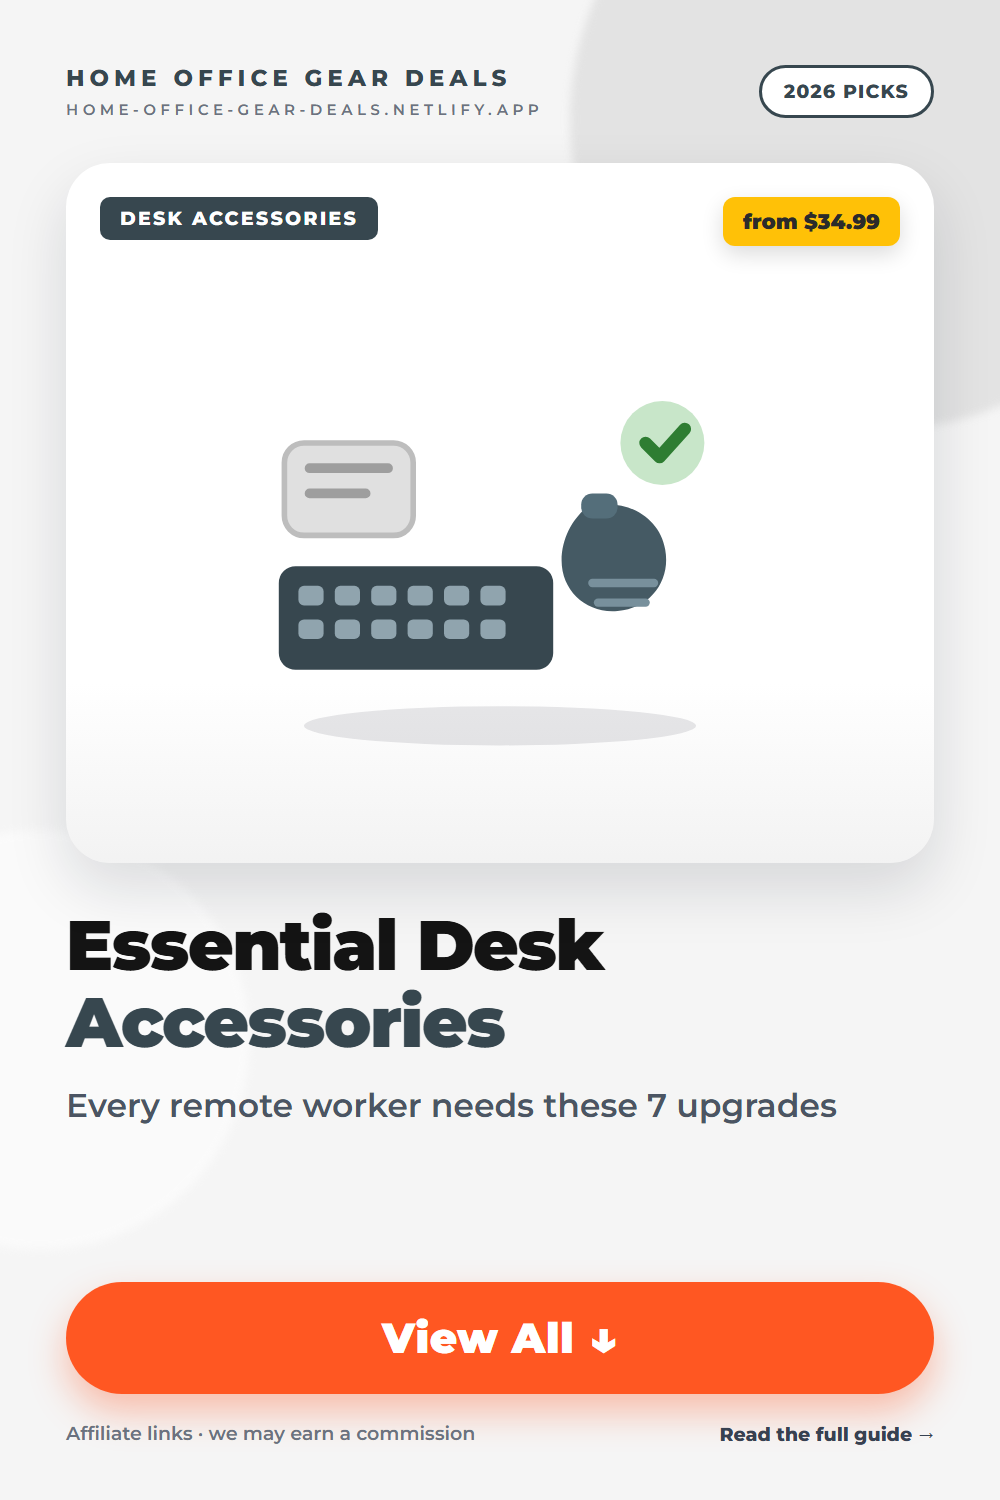 HOME OFFICE GEAR DEALS
HOME-OFFICE-GEAR-DEALS.NETLIFY.APP
2026 PICKS
DESK ACCESSORIES
from $34.99
Essential Desk
Accessories
Every remote worker needs these 7 upgrades
View All ↓
Affiliate links · we may earn a commission
Read the full guide →